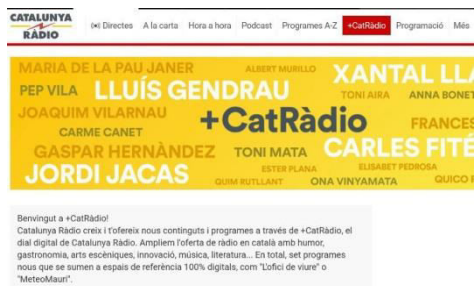 CATALUNYA
RÀDIO
Directes A la carta Hora a hora Podcast Programes A-Z +CatRàdio Programació Més
MARIA DE LA PAU JANER ALBERT MURILLO XANTAL LLA
PEP VILA LLUÍS GENDRAU TONI AIRA ANNA BONET
JOAQUIM VILARNAU +CatRàdio FRANCES
CARME CANET
GASPAR HERNÀNDEZ TONI MATA CARLES FITÉ
ESTER PLANA ELISABET PEDROSA
JORDI JACAS QUIM RUTLLANT ONA VINYAMATA QUICO
Benvingut a +CatRàdio!
Catalunya Ràdio creix i t'ofereix nous continguts i programes a través de +CatRàdio, el
dial digital de Catalunya Ràdio. Ampliem l'oferta de ràdio en català amb humor,
gastronomia, arts escèniques, innovació, música, literatura... En total, set programes
nous que se sumen a espais de referència 100% digitals, com "L'ofici de viure" o
"MeteoMauri".